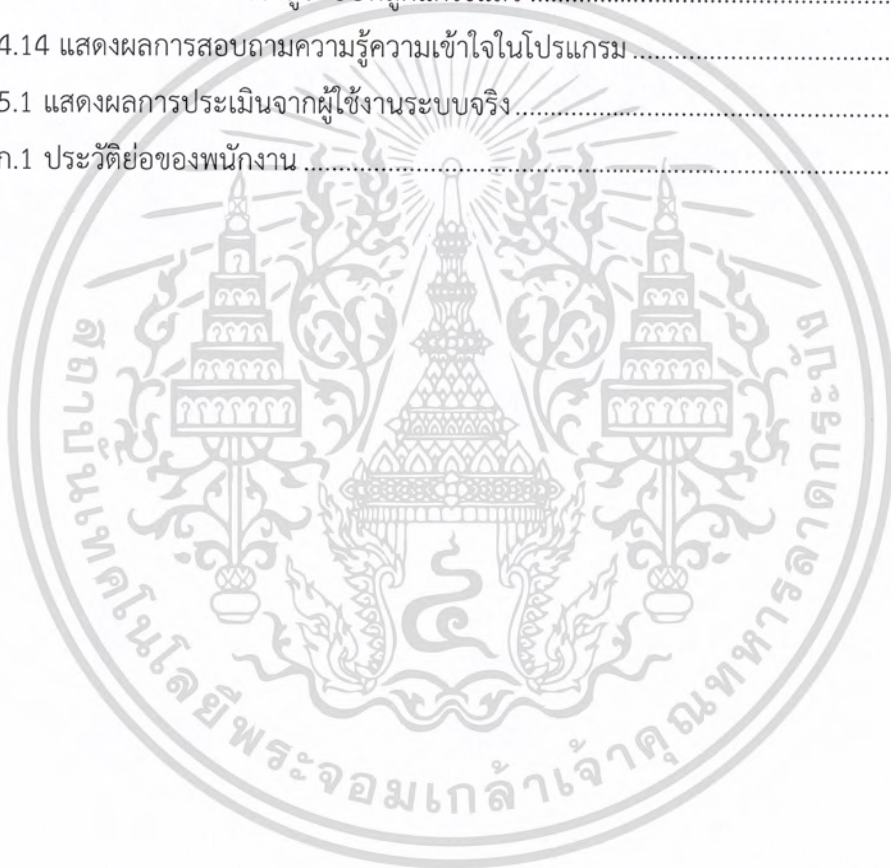 4.14 แสดงผลการสอบถามความรู้ความเข้าใจในโปรแกรม ........................................
5.1 แสดงผลการประเมินจากผู้ใช้งานระบบจริง ............................................................
ก.1 ประวัติย่อของพนักงาน ..............................................................................................
สถาบันเทคโนโลยีพระจอมเกล้าเจ้าคุณทหารลาดกระบัง
๔